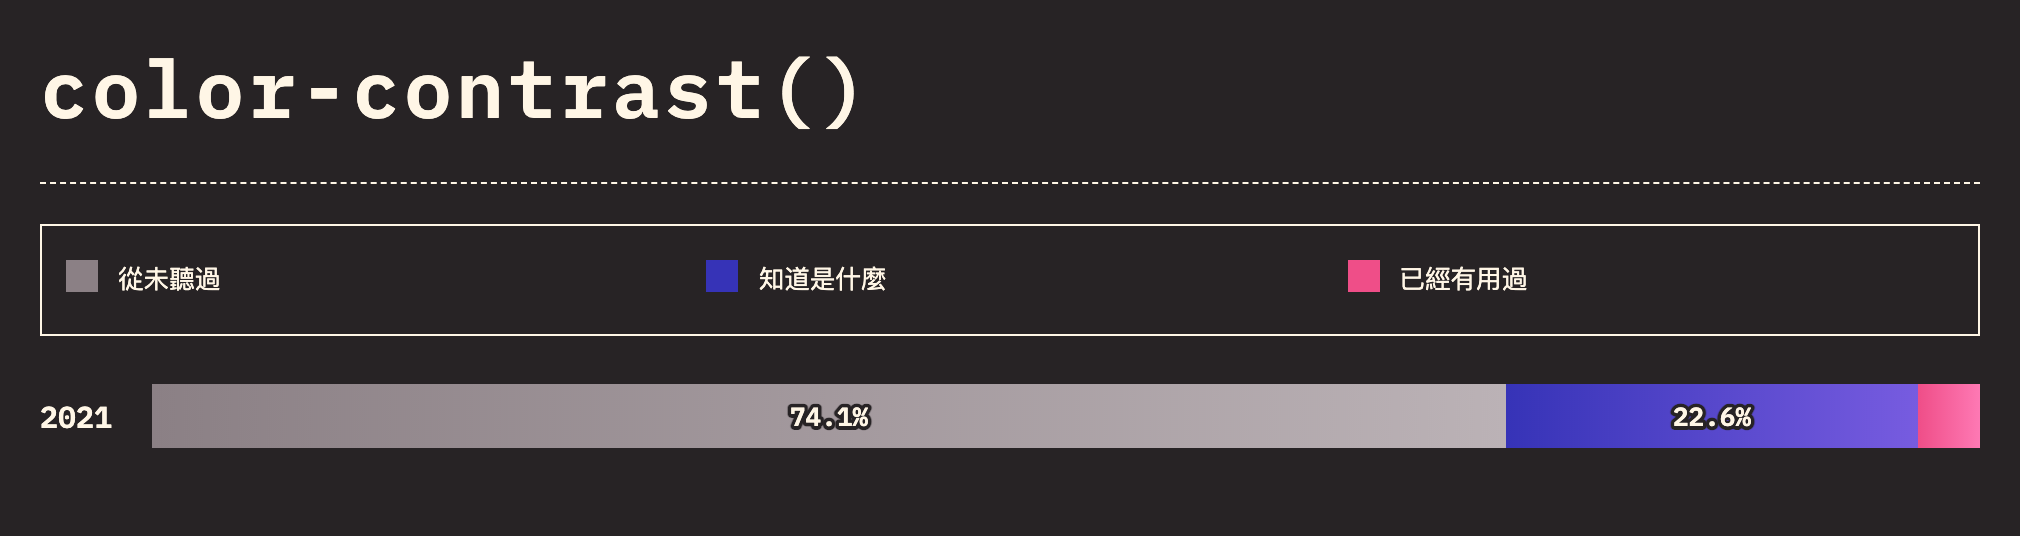 color-contrast()
從未聽過 知道是什麼 已經有用過
2021 74.1% 22.6%